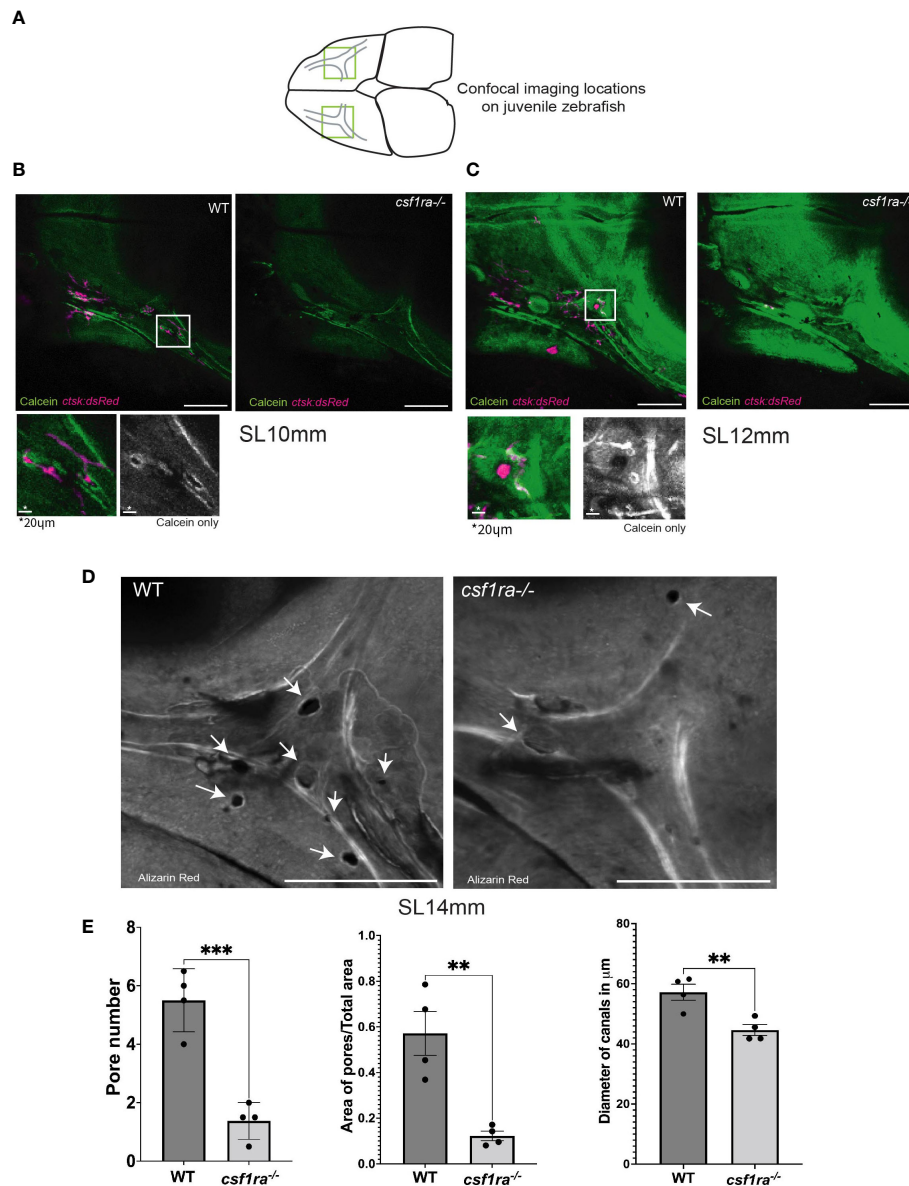 A
Confocal imaging locations
on juvenile zebrafish
B
WT
csf1ra-/-
Calcein ctsk:dsRed
Calcein ctsk:dsRed
*
*
*20ɥm
Calcein only
SL10mm
C
WT
csf1ra-/-
Calcein ctsk:dsRed
Calcein ctsk:dsRed
*
*
*20ɥm
Calcein only
SL12mm
D
WT
csf1ra-/-
Alizarin Red
Alizarin Red
SL14mm
E
Pore number
8
6
4
2
0
***
WT
csf1ra-/-
Area of pores/Total area
1.0
0.8
0.6
0.4
0.2
0.0
**
WT
csf1ra-/-
Diameter of canals in μm
80
60
40
20
0
**
WT
csf1ra-/-